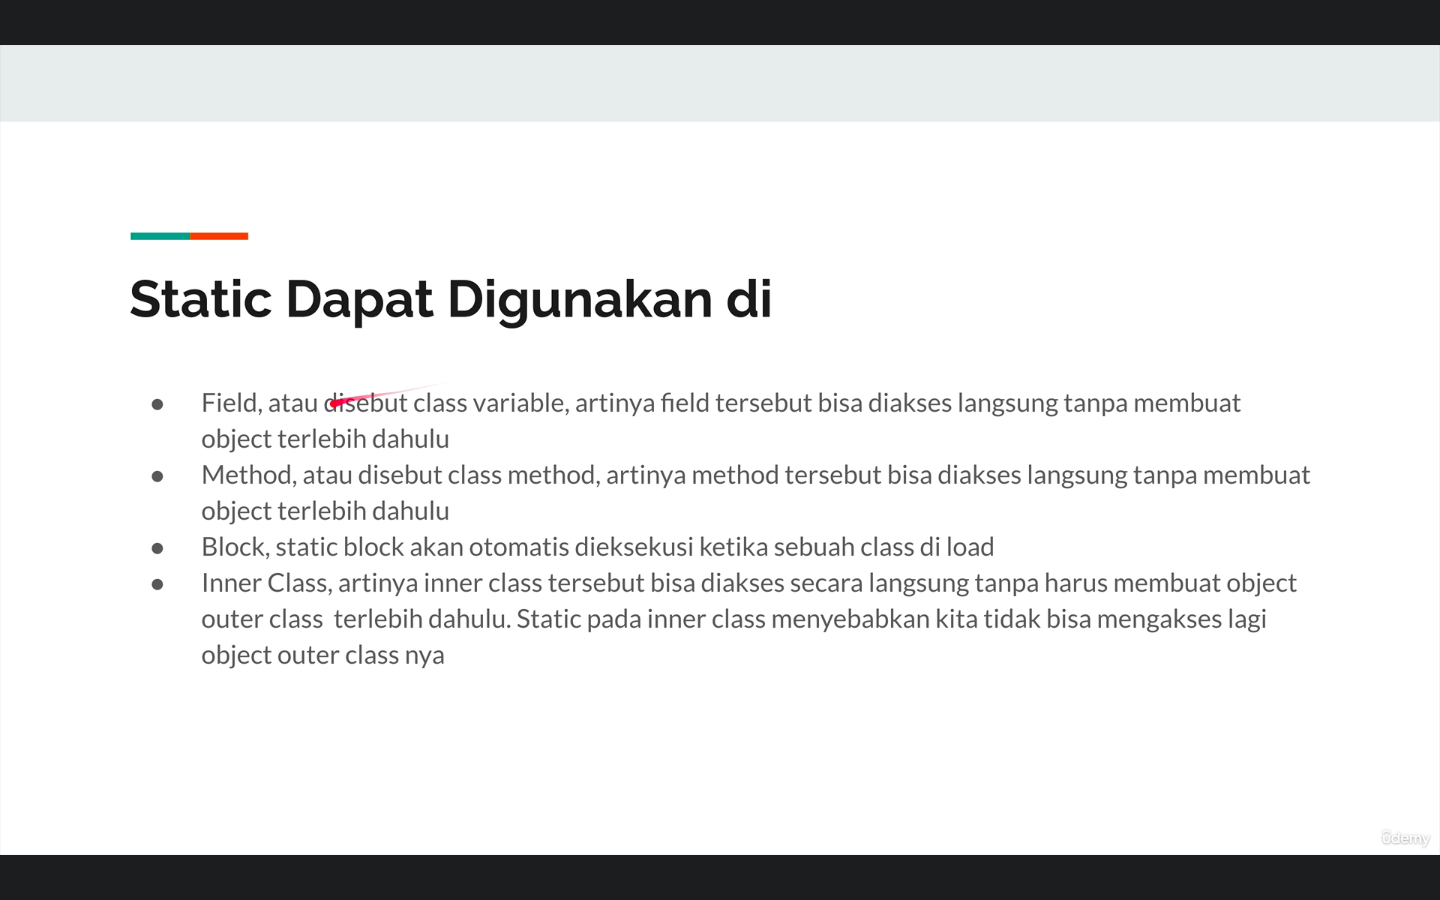 Static Dapat Digunakan di
● Field, atau disebut class variable, artinya field tersebut bisa diakses langsung tanpa membuat
object terlebih dahulu
● Method, atau disebut class method, artinya method tersebut bisa diakses langsung tanpa membuat
object terlebih dahulu
● Block, static block akan otomatis dieksekusi ketika sebuah class di load
● Inner Class, artinya inner class tersebut bisa diakses secara langsung tanpa harus membuat object
outer class  terlebih dahulu. Static pada inner class menyebabkan kita tidak bisa mengakses lagi
object outer class nya
ûdemy